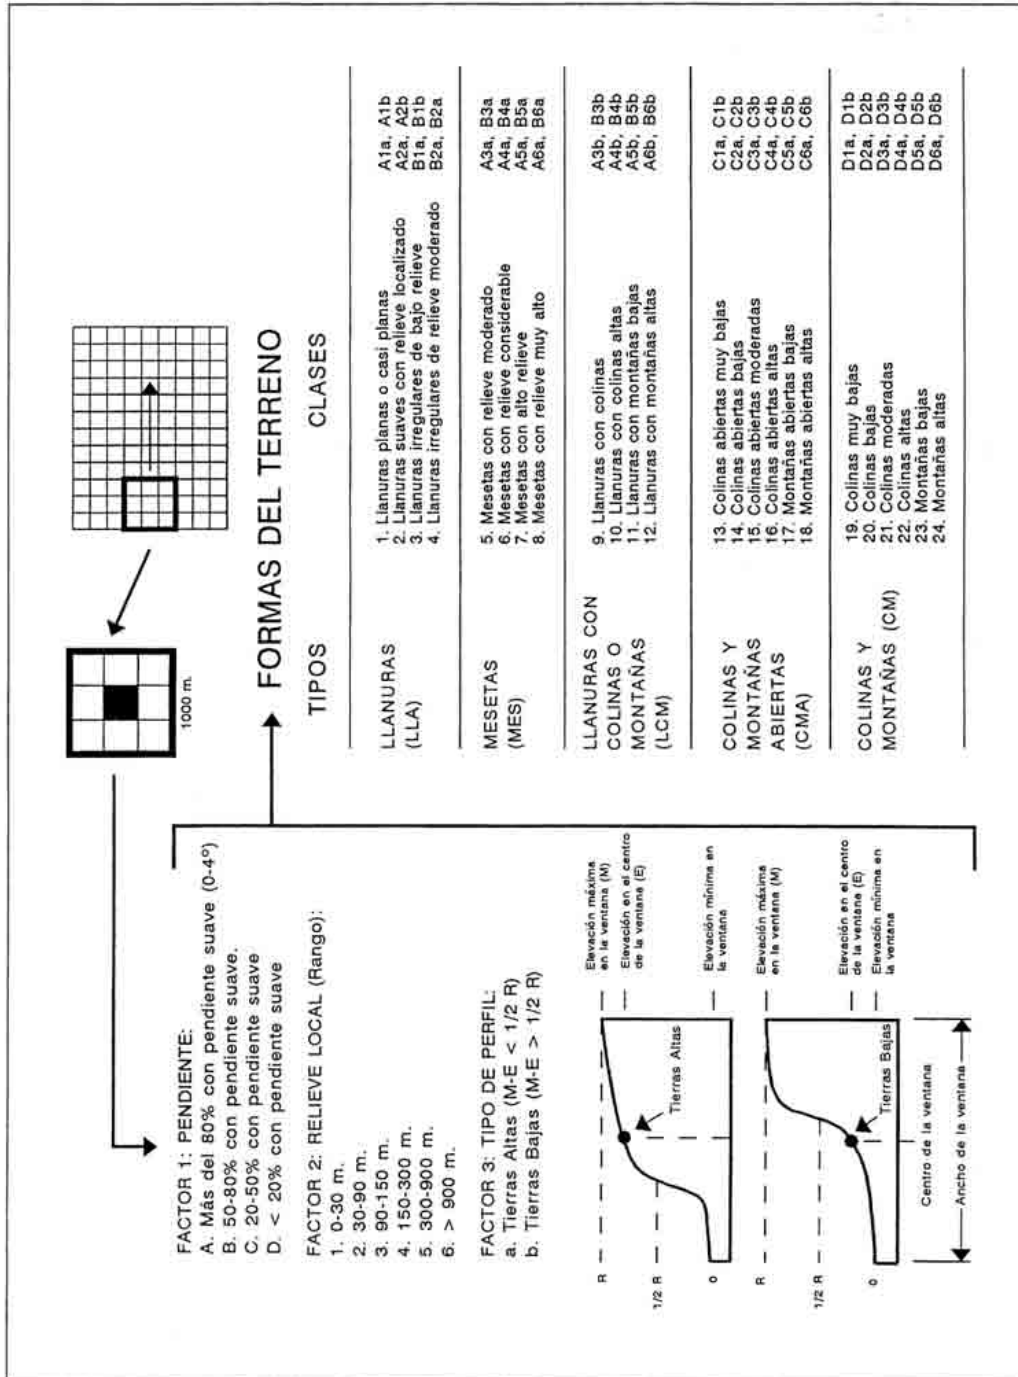 1000 m.
FACTOR 1: PENDIENTE:
A. Más del 80% con pendiente suave (0-4º)
B. 50-80% con pendiente suave.
C. 20-50% con pendiente suave
D. < 20% con pendiente suave
FACTOR 2: RELIEVE LOCAL (Rango):
1. 0-30 m.
2. 30-90 m.
3. 90-150 m.
4. 150-300 m.
5. 300-900 m.
6. > 900 m.
FACTOR 3: TIPO DE PERFIL:
a. Tierras Altas (M-E < 1/2 R)
b. Tierras Bajas (M-E > 1/2 R)
R
1/2 R
0
Tierras Altas
Elevación máxima
en la ventana (M)
Elevación en el centro
de la ventana (E)
Elevación mínima en
la ventana
R
1/2 R
0
Tierras Bajas
Elevación máxima
en la ventana (M)
Elevación en el centro
de la ventana (E)
Elevación mínima en
la ventana
Centro de la ventana
Ancho de la ventana
FORMAS DEL TERRENO
TIPOS CLASES
LLANURAS
(LLA)
1. Llanuras planas o casi planas A1a, A1b
2. Llanuras suaves con relieve localizado A2a, A2b
3. Llanuras irregulares de bajo relieve B1a, B1b
4. Llanuras irregulares de relieve moderado B2a, B2a
MESETAS
(MES)
5. Mesetas con relieve moderado A3a, B3a
6. Mesetas con relieve considerable A4a, B4a
7. Mesetas con alto relieve A5a, B5a
8. Mesetas con relieve muy alto A6a, B6a
LLANURAS CON
COLINAS O
MONTAÑAS
(LCM)
9. Llanuras con colinas A3b, B3b
10. Llanuras con colinas altas A4b, B4b
11. Llanuras con montañas bajas A5b, B5b
12. Llanuras con montañas altas A6b, B6b
COLINAS Y
MONTAÑAS
ABIERTAS
(CMA)
13. Colinas abiertas muy bajas C1a, C1b
14. Colinas abiertas bajas C2a, C2b
15. Colinas abiertas moderadas C3a, C3b
16. Colinas abiertas altas C4a, C4b
17. Montañas abiertas bajas C5a, C5b
18. Montañas abiertas altas C6a, C6b
COLINAS Y
MONTAÑAS (CM)
19. Colinas muy bajas D1a, D1b
20. Colinas bajas D2a, D2b
21. Colinas moderadas D3a, D3b
22. Colinas altas D4a, D4b
23. Montañas bajas D5a, D5b
24. Montañas altas D6a, D6b